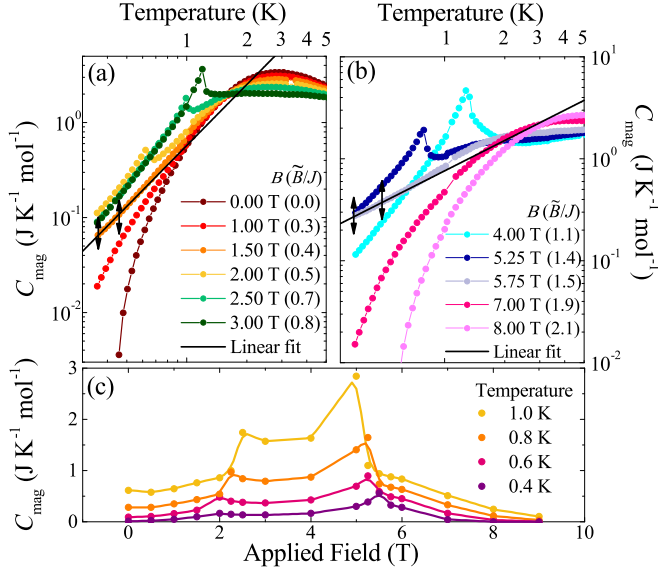 Temperature (K)
Temperature (K)
1 2 3 4 5
1 2 3 4 5
(a)
(b)
10⁰
10⁻¹
10⁻²
C_mag (J K⁻¹ mol⁻¹)
B (B̃/J)
0.00 T (0.0)
1.00 T (0.3)
1.50 T (0.4)
2.00 T (0.5)
2.50 T (0.7)
3.00 T (0.8)
Linear fit
B (B̃/J)
4.00 T (1.1)
5.25 T (1.4)
5.75 T (1.5)
7.00 T (1.9)
8.00 T (2.1)
Linear fit
10¹
10⁰
10⁻¹
10⁻²
C_mag (J K⁻¹ mol⁻¹)
(c)
3
2
1
0
C_mag (J K⁻¹ mol⁻¹)
Temperature
1.0 K
0.8 K
0.6 K
0.4 K
0 2 4 6 8 10
Applied Field (T)